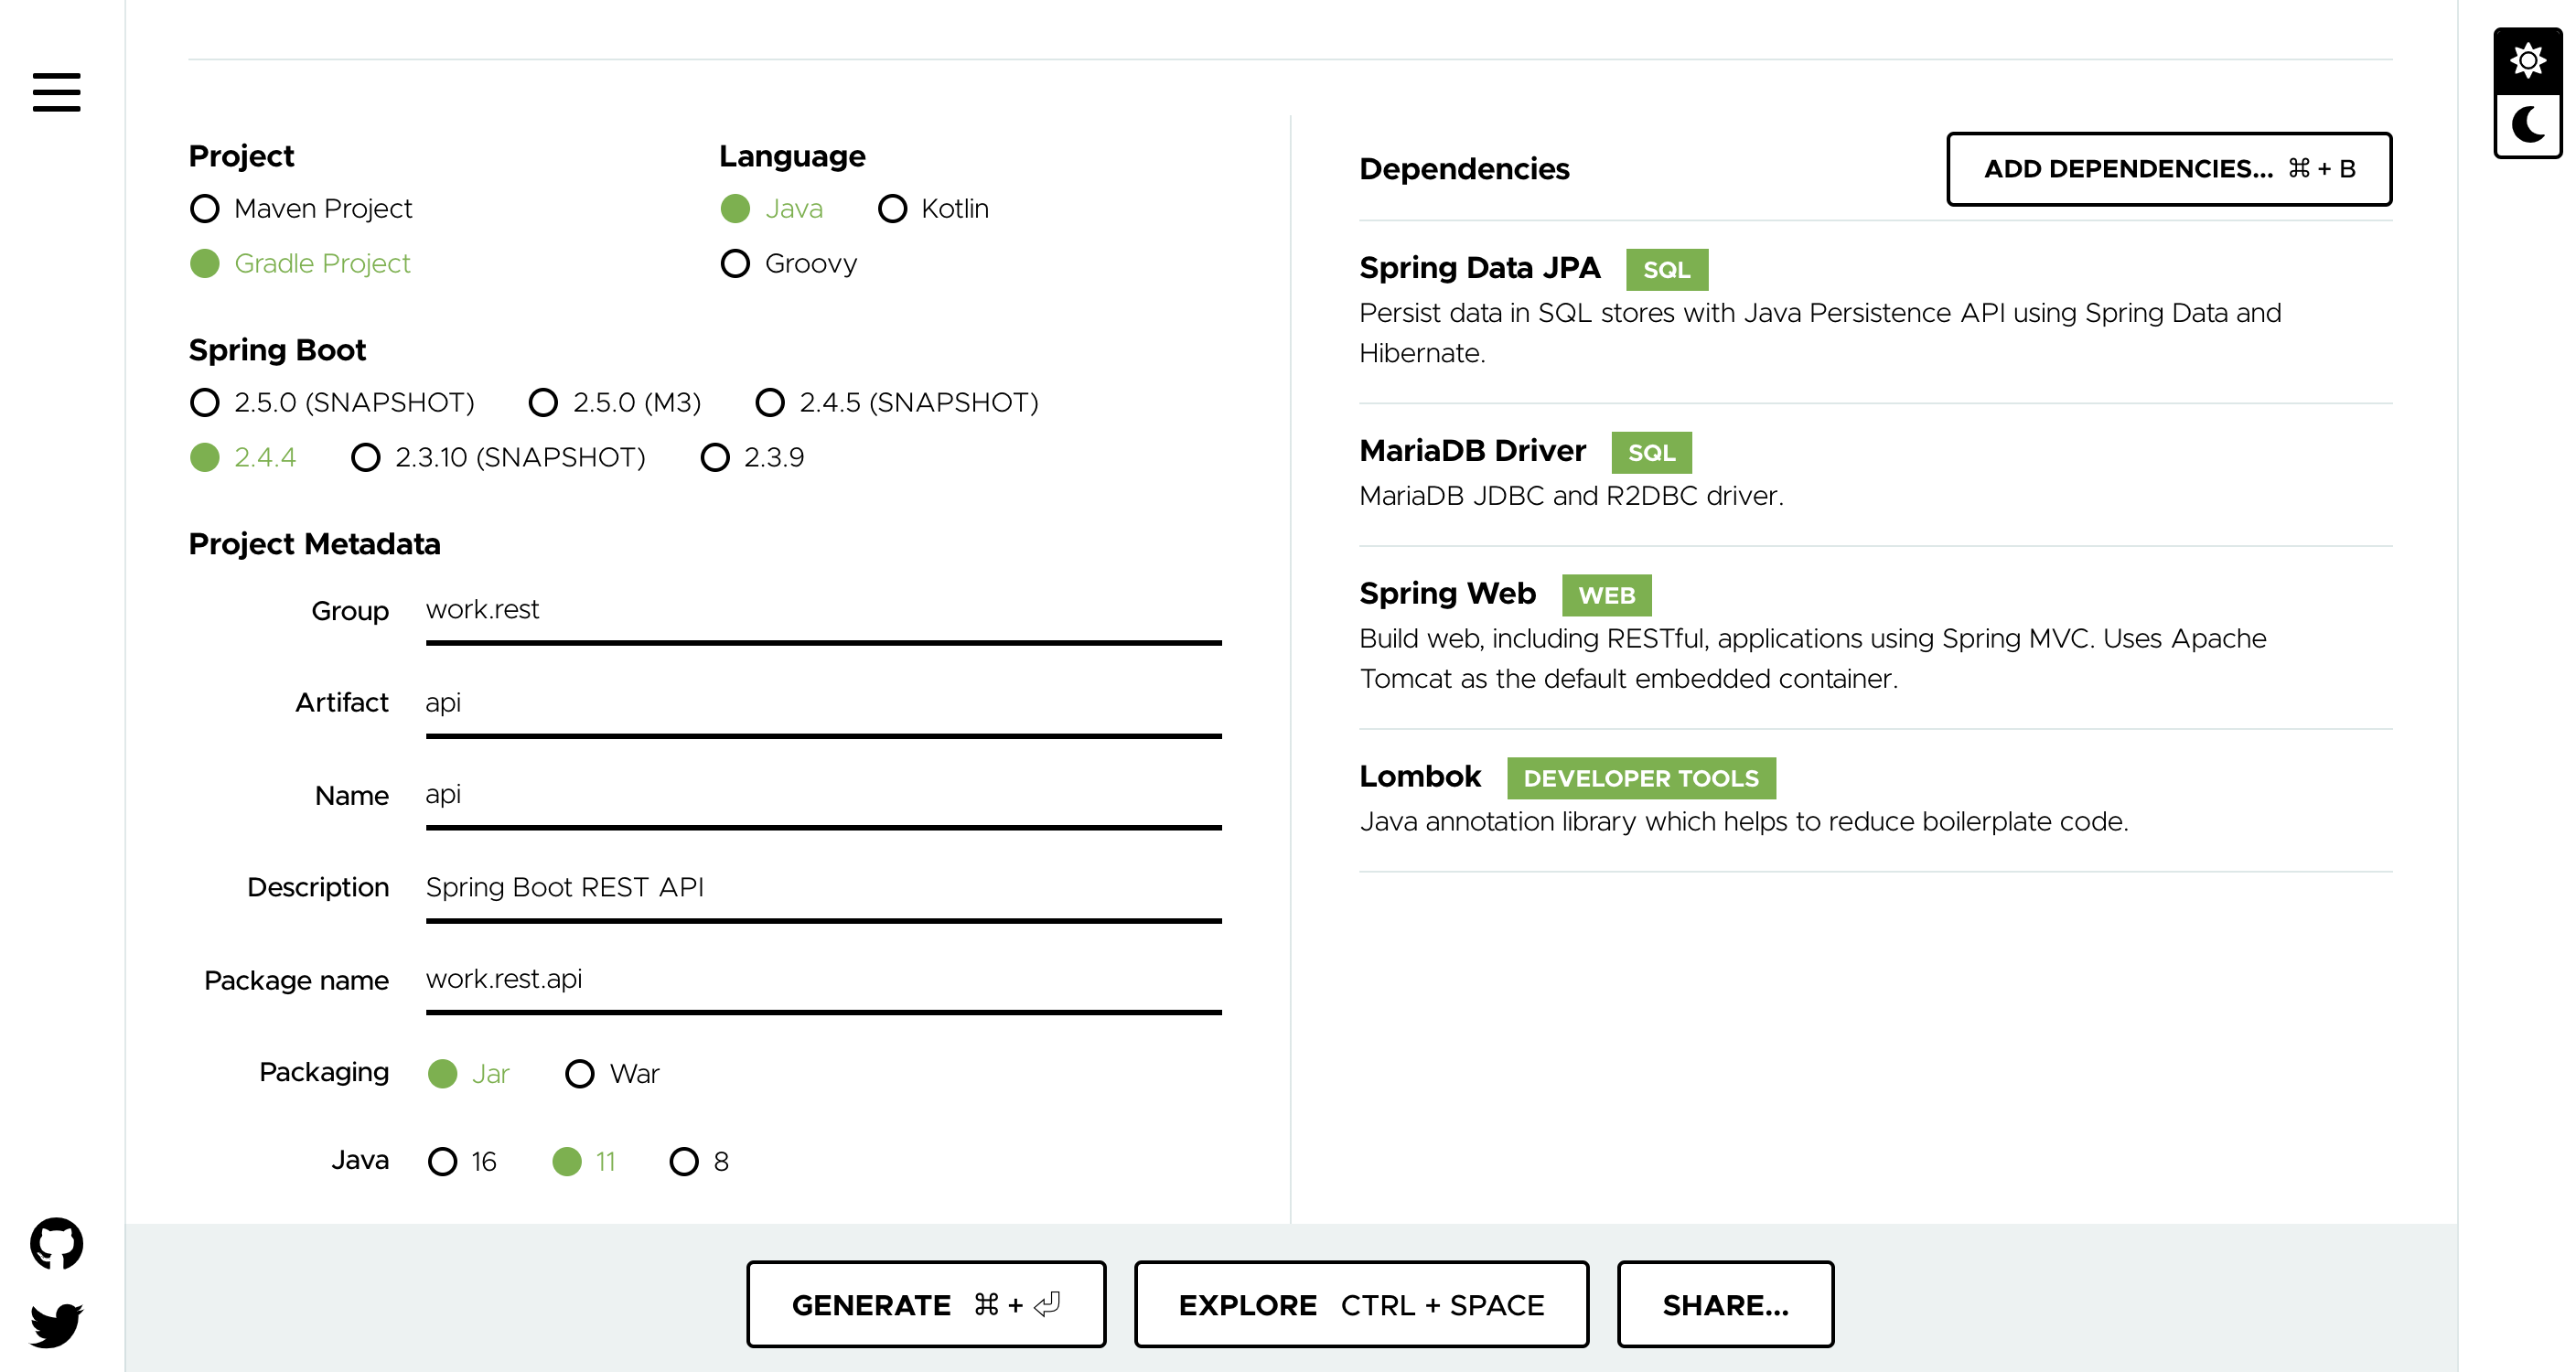 Project
Maven Project
Gradle Project
Language
Java Kotlin
Groovy
Spring Boot
2.5.0 (SNAPSHOT) 2.5.0 (M3) 2.4.5 (SNAPSHOT)
2.4.4 2.3.10 (SNAPSHOT) 2.3.9
Project Metadata
Group work.rest
Artifact api
Name api
Description Spring Boot REST API
Package name work.rest.api
Packaging Jar War
Java 16 11 8
Dependencies ADD DEPENDENCIES... ⌘ + B
Spring Data JPA SQL
Persist data in SQL stores with Java Persistence API using Spring Data and
Hibernate.
MariaDB Driver SQL
MariaDB JDBC and R2DBC driver.
Spring Web WEB
Build web, including RESTful, applications using Spring MVC. Uses Apache
Tomcat as the default embedded container.
Lombok DEVELOPER TOOLS
Java annotation library which helps to reduce boilerplate code.
GENERATE ⌘ + ⏎ EXPLORE CTRL + SPACE SHARE...